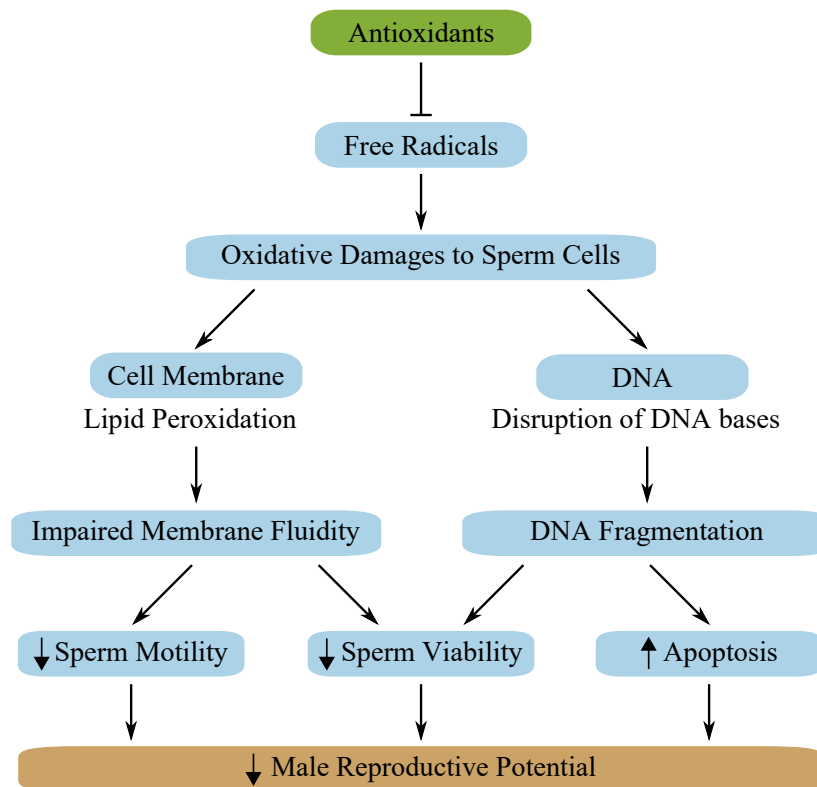 Antioxidants
Free Radicals
Oxidative Damages to Sperm Cells
Cell Membrane
DNA
Lipid Peroxidation
Disruption of DNA bases
Impaired Membrane Fluidity
DNA Fragmentation
↓ Sperm Motility
↓ Sperm Viability
↑ Apoptosis
↓ Male Reproductive Potential